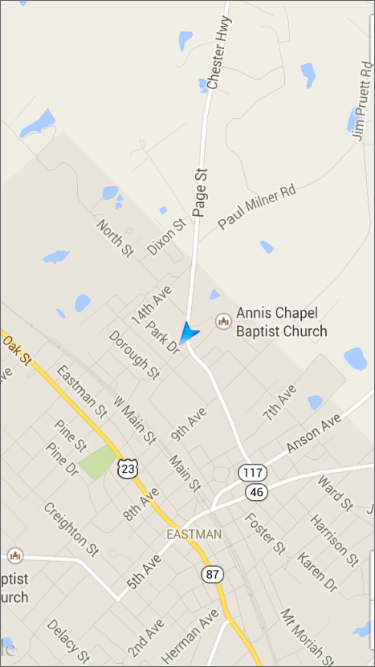 Chester Hwy
Jim Pruett Rd
Page St
Paul Milner Rd
North St
Dixon St
14th Ave
Park Dr
Annis Chapel
Baptist Church
Dorough St
Oak St
Eastman St
W Main St
7th Ave
9th Ave
Anson Ave
Pine St
Pine Dr
Main St
23
117
46
8th Ave
Ward St
Creighton St
EASTMAN
Foster St
Harrison St
Karen Dr
5th Ave
87
ptist
urch
Delacy St
2nd Ave
Herman Ave
Mt Moriah St
ve
J